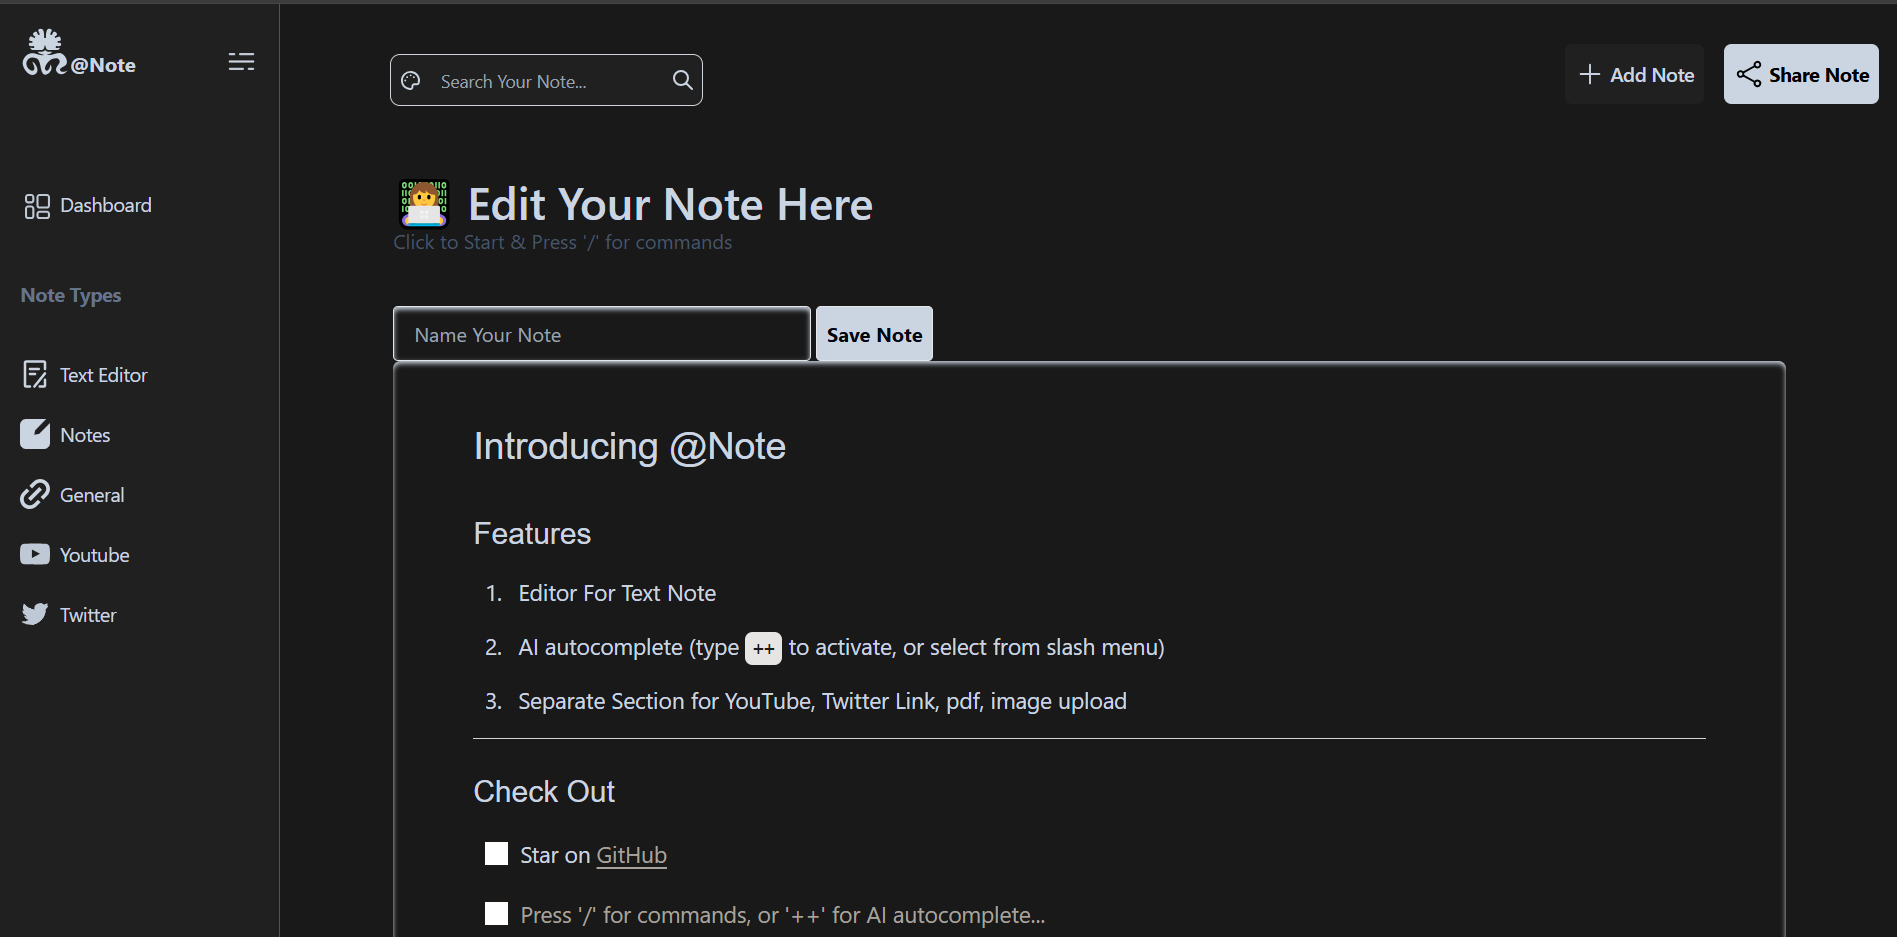 @Note
Search Your Note...
Add Note
Share Note
Dashboard
Note Types
Text Editor
Notes
General
Youtube
Twitter
Edit Your Note Here
Click to Start & Press '/' for commands
Name Your Note
Save Note
Introducing @Note
Features
1. Editor For Text Note
2. AI autocomplete (type ++ to activate, or select from slash menu)
3. Separate Section for YouTube, Twitter Link, pdf, image upload
Check Out
Star on GitHub
Press '/' for commands, or '++' for AI autocomplete...